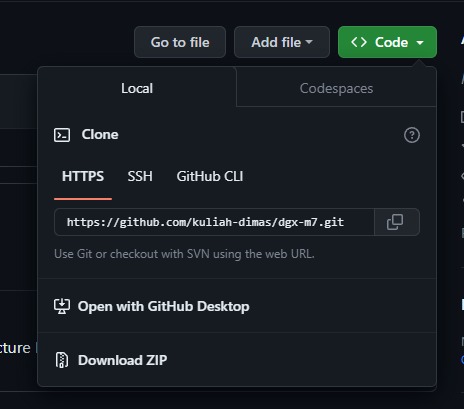 Go to file
Add file
<> Code
Local
Codespaces
Clone
HTTPS
SSH
GitHub CLI
https://github.com/kuliah-dimas/dgx-m7.git
Use Git or checkout with SVN using the web URL.
Open with GitHub Desktop
cture
Download ZIP